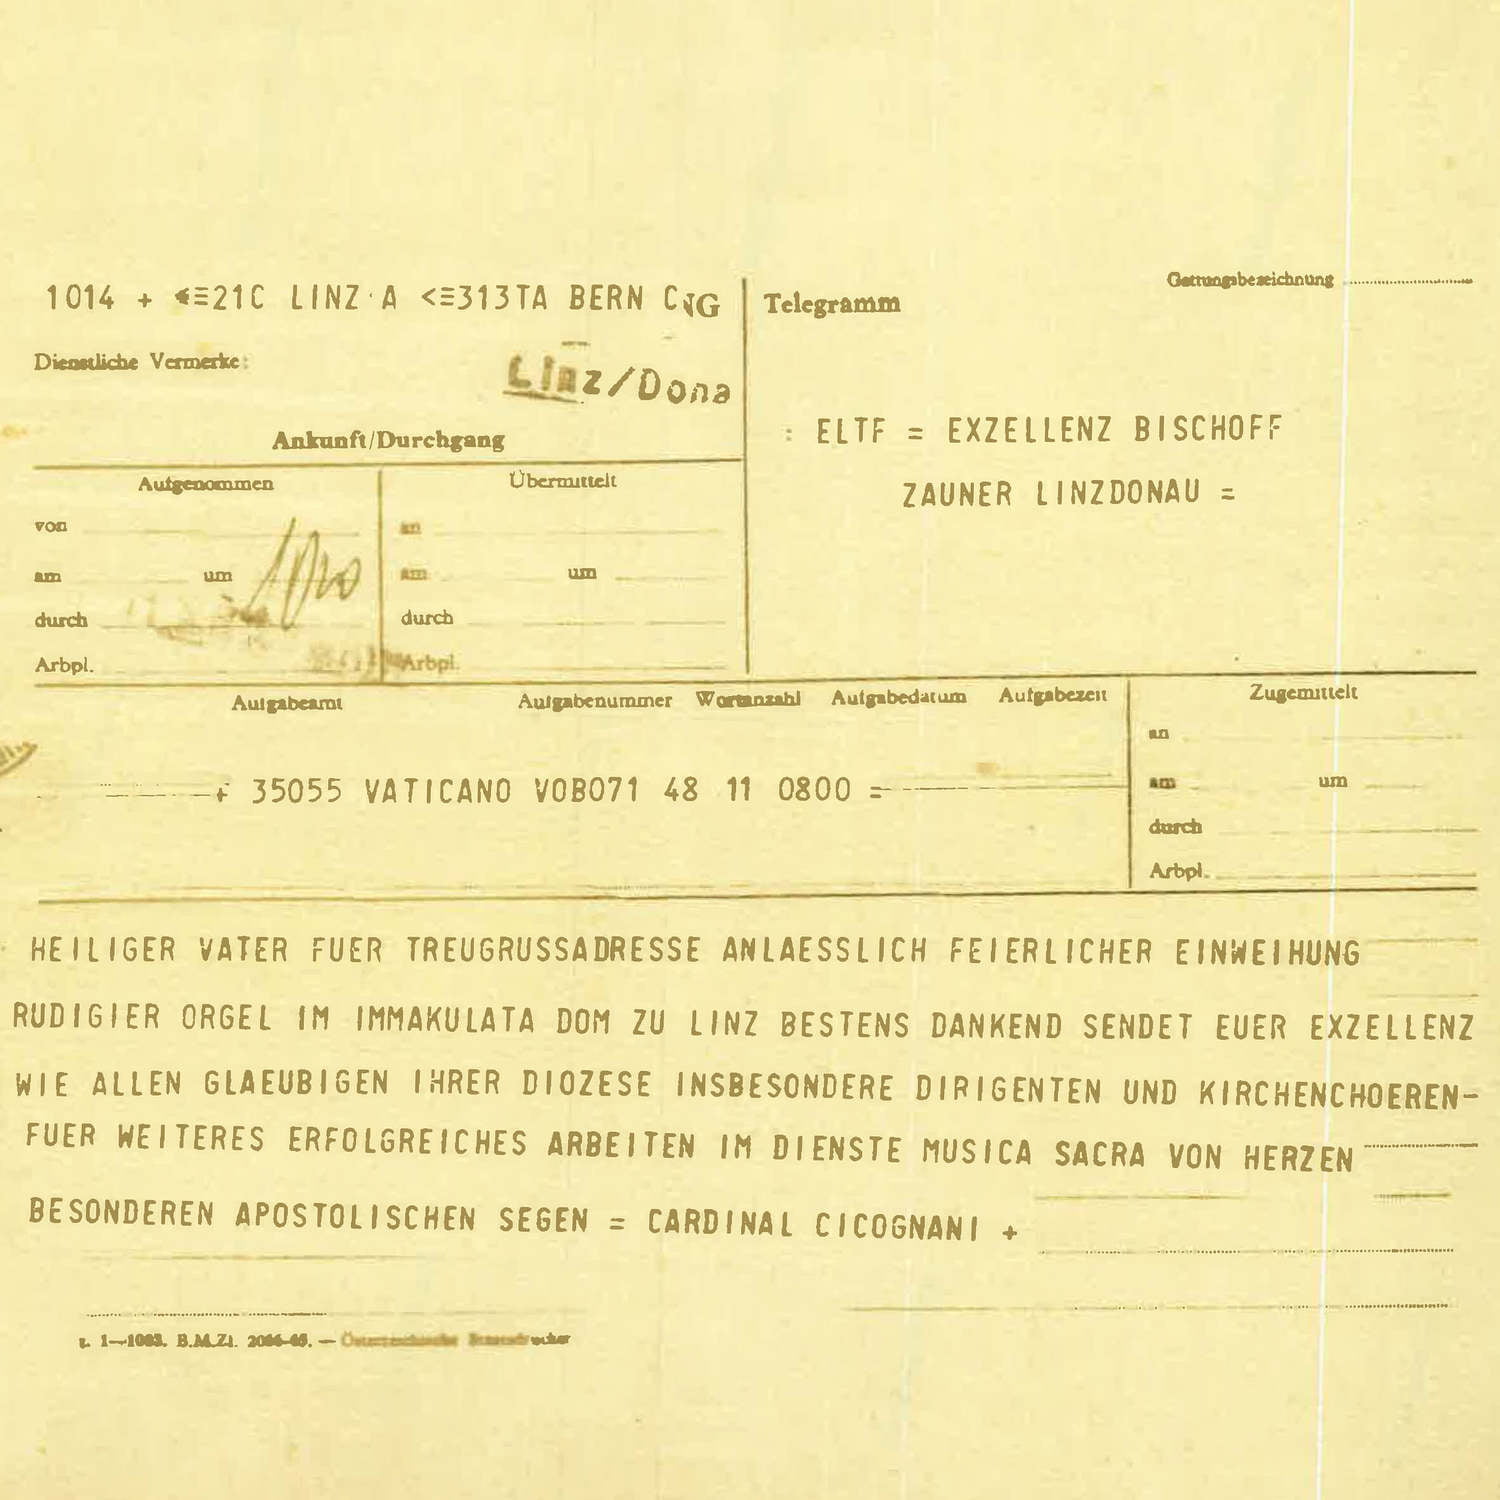 Gattungsbezeichnung
1014 + <≡21C LINZ A <≡313TA BERN C
Telegramm
Dienstliche Vermerke:
Linz/Dona
: ELTF = EXZELLENZ BISCHOFF
ZAUNER LINZDONAU =
Ankunft/Durchgang
Aufgenommen
Übermittelt
von
an
am um
am um
durch
durch
Arbpl.
Arbpl.
Aufgabeamt Aufgabenummer Wortanzahl Aufgabedatum Aufgabezeit
Zugemittelt
an
am um
durch
Arbpl.
+ 35055 VATICANO VOB071 48 11 0800 =
HEILIGER VATER FUER TREUGRUSSADRESSE ANLAESSLICH FEIERLICHER EINWEIHUNG
RUDIGIER ORGEL IM IMMAKULATA DOM ZU LINZ BESTENS DANKEND SENDET EUER EXZELLENZ
WIE ALLEN GLAEUBIGEN IHRER DIOZESE INSBESONDERE DIRIGENTEN UND KIRCHENCHOEREN-
FUER WEITERES ERFOLGREICHES ARBEITEN IM DIENSTE MUSICA SACRA VON HERZEN
BESONDEREN APOSTOLISCHEN SEGEN = CARDINAL CICOGNANI +